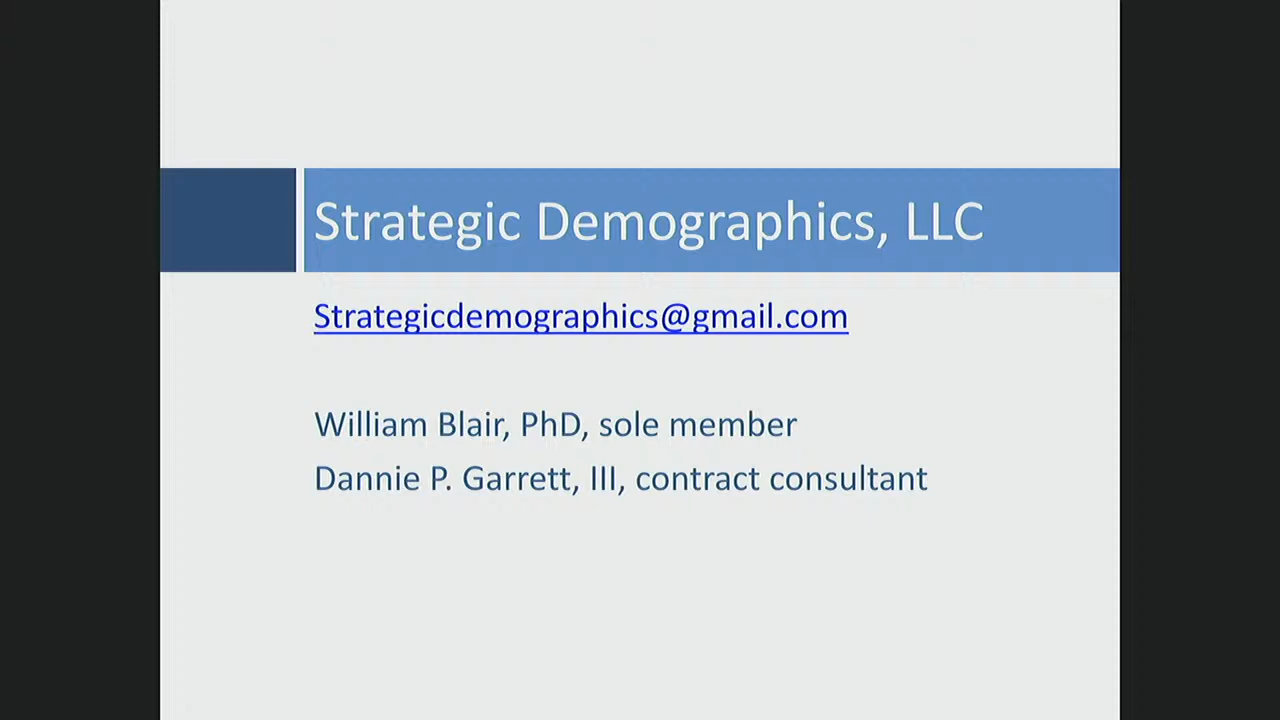 Strategic Demographics, LLC
Strategicdemographics@gmail.com
William Blair, PhD, sole member
Dannie P. Garrett, III, contract consultant